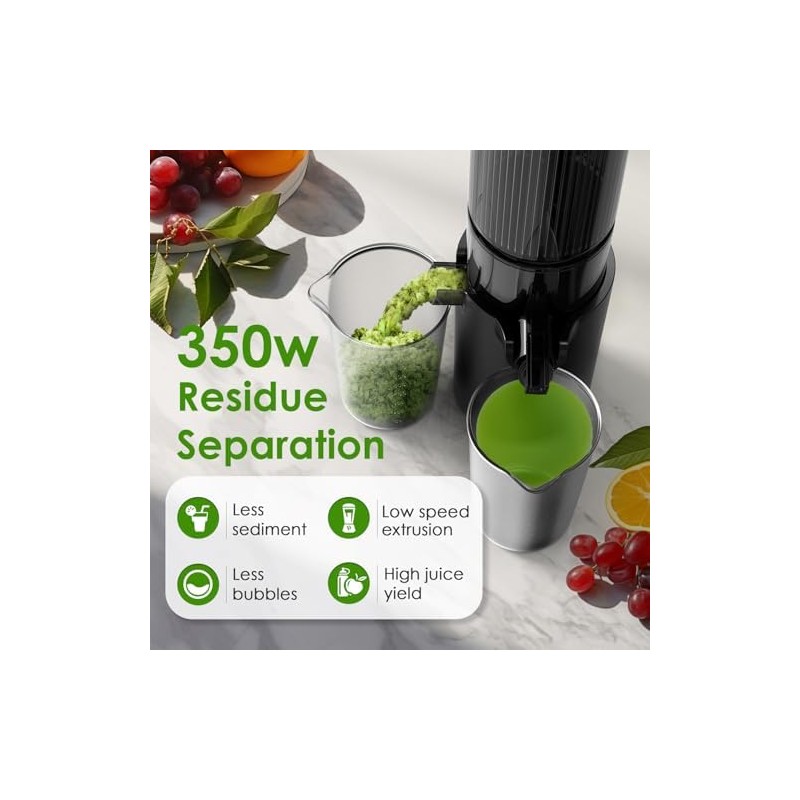 350w
Residue
Separation
Less
sediment
Low speed
extrusion
Less
bubbles
High juice
yield